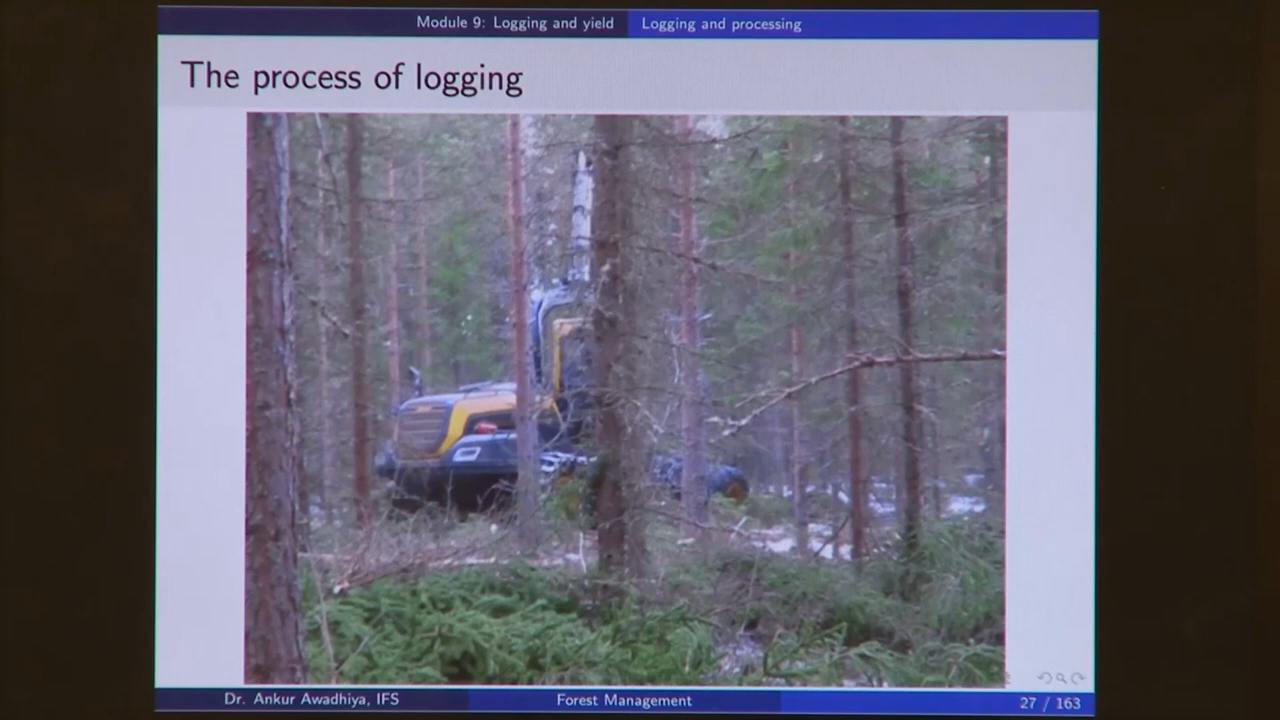 Module 9: Logging and yield Logging and processing
The process of logging
Dr. Ankur Awadhiya, IFS Forest Management 27 / 163